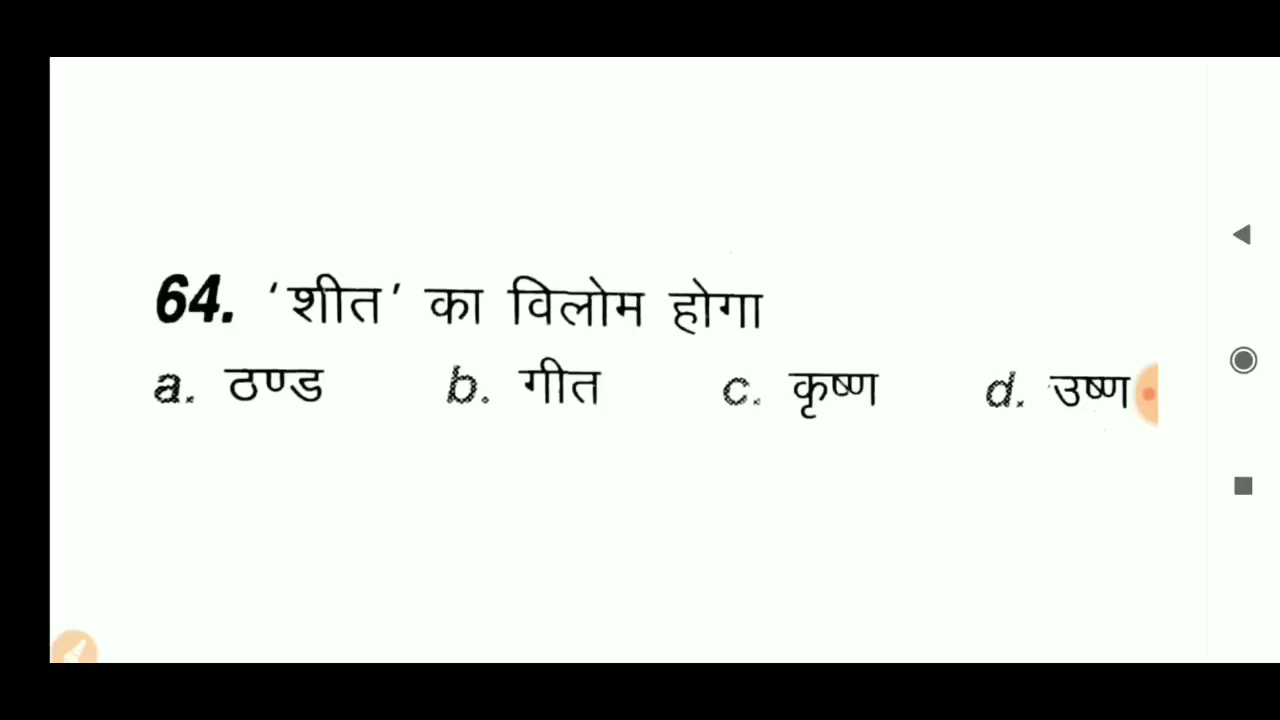 64. 'शीत' का विलोम होगा
a. ठण्ड b. गीत c. कृष्ण d. उष्ण